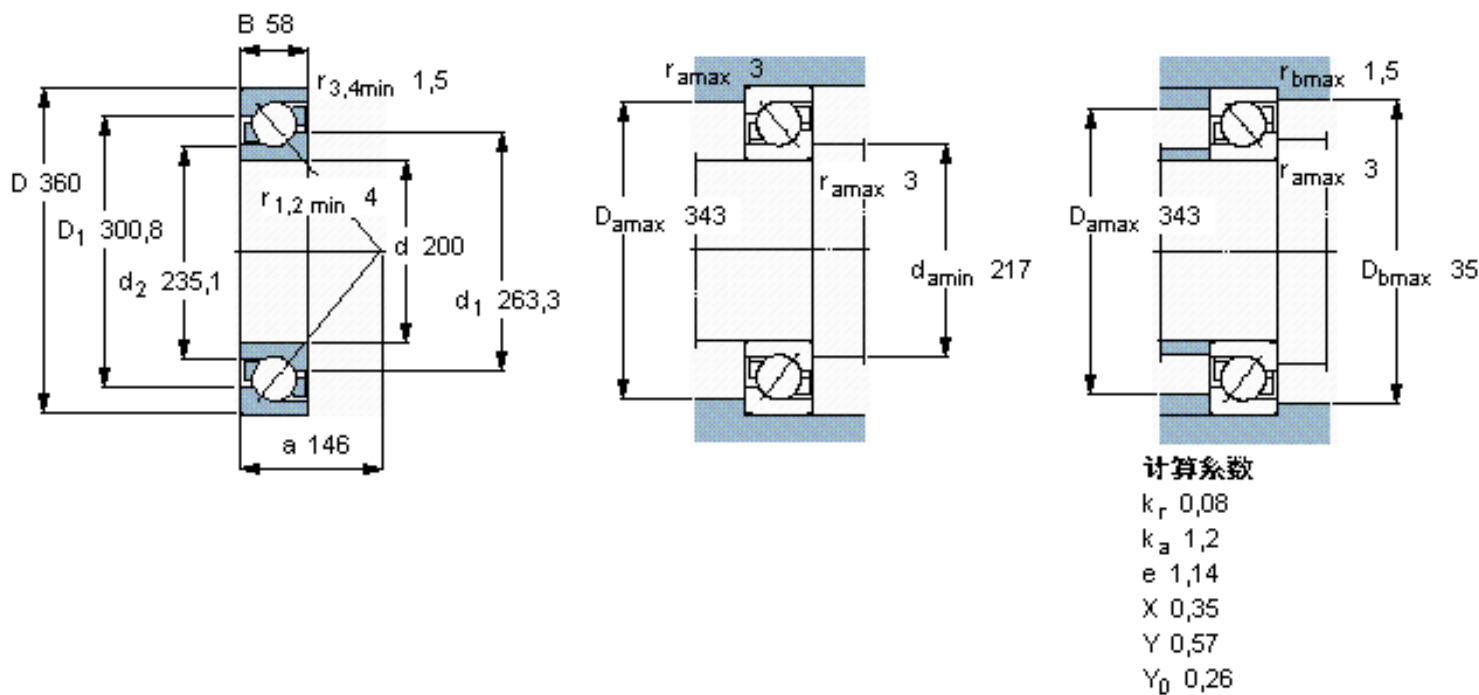 B 58
r3,4min 1,5
D 360
D1 300,8
d2 235,1
r1,2 min 4
d 200
d1 263,3
a 146
ramax 3
ramax 3
Damax 343
damin 217
rbmax 1,5
ramax 3
Damax 343
Dbmax 35
计算系数
kr 0,08
ka 1,2
e 1,14
X 0,35
Y 0,57
Y0 0,26